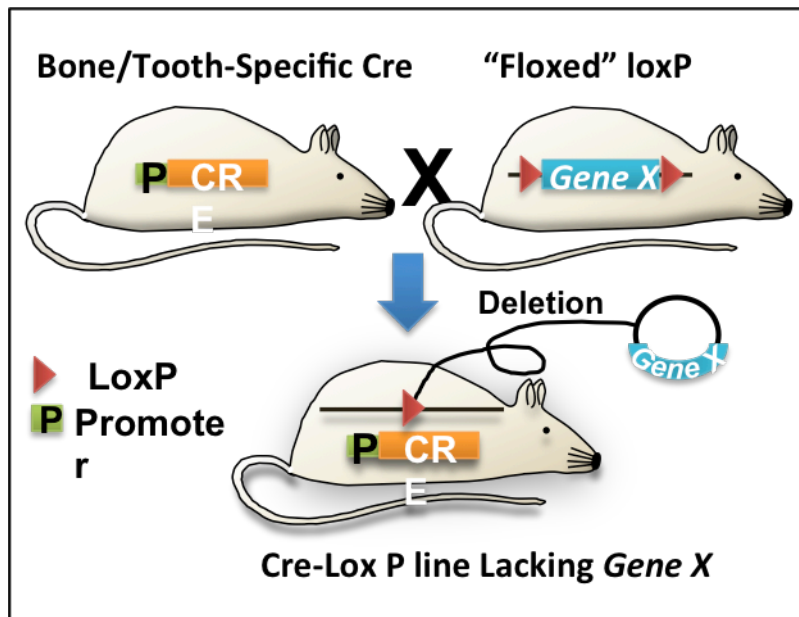 Bone/Tooth-Specific Cre
“Floxed” loxP
P CR
E
X
Gene X
Deletion
Gene X
LoxP
P Promote
r
P CR
E
Cre-Lox P line Lacking Gene X